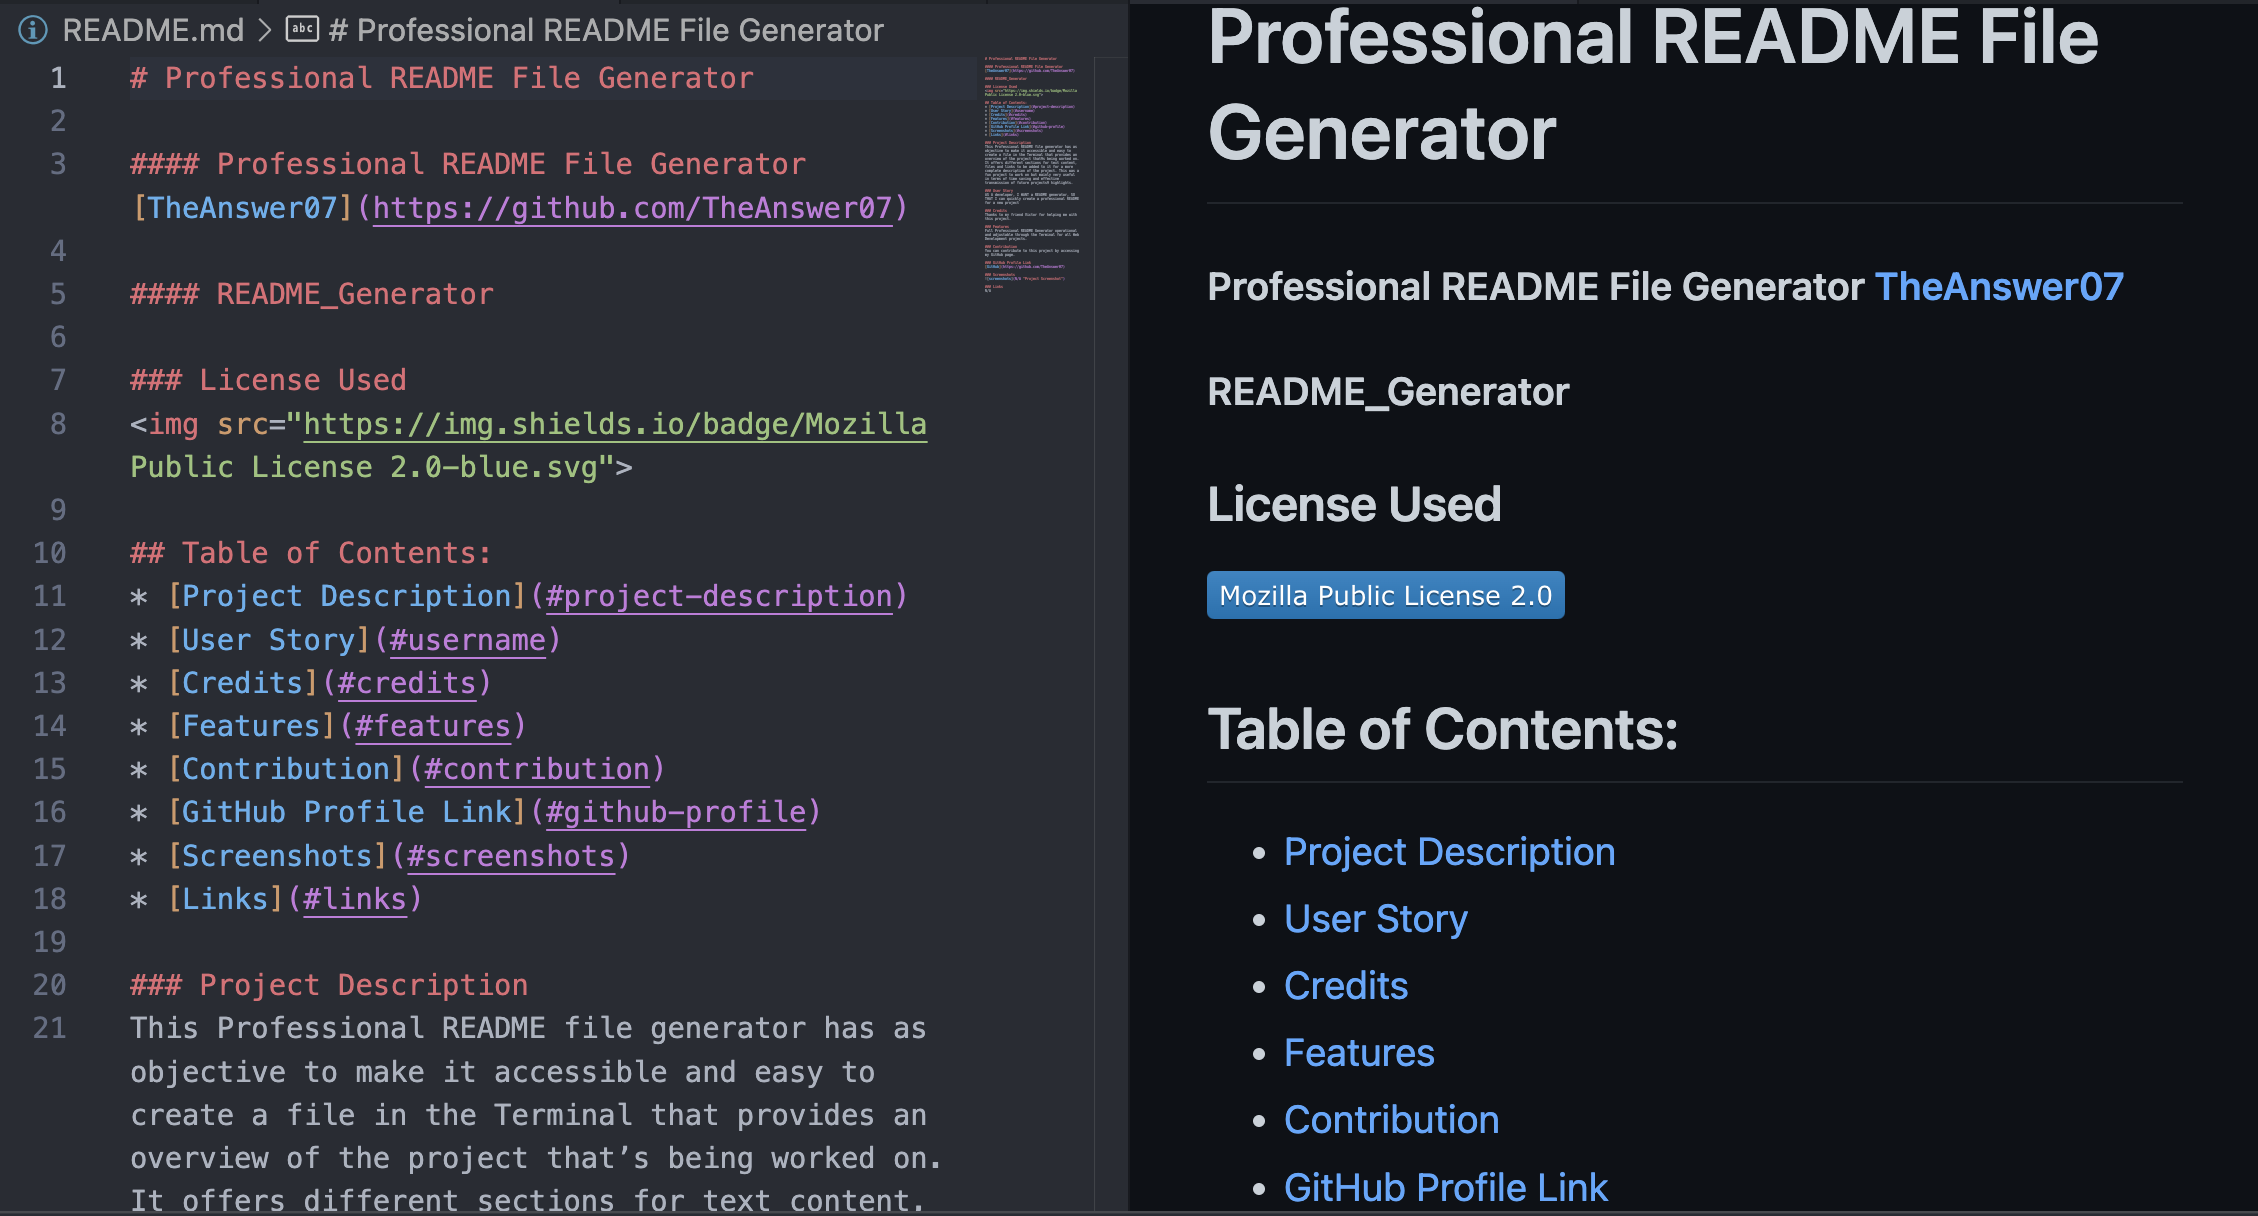 README.md > abc # Professional README File Generator
1 # Professional README File Generator
2
3 #### Professional README File Generator
[TheAnswer07](https://github.com/TheAnswer07)
4
5 #### README_Generator
6
7 ### License Used
8 <img src="https://img.shields.io/badge/Mozilla
Public License 2.0-blue.svg">
9
10 ## Table of Contents:
11 * [Project Description](#project-description)
12 * [User Story](#username)
13 * [Credits](#credits)
14 * [Features](#features)
15 * [Contribution](#contribution)
16 * [GitHub Profile Link](#github-profile)
17 * [Screenshots](#screenshots)
18 * [Links](#links)
19
20 ### Project Description
21 This Professional README file generator has as
objective to make it accessible and easy to
create a file in the Terminal that provides an
overview of the project that’s being worked on.
It offers different sections for text content,
Professional README File
Generator
Professional README File Generator TheAnswer07
README_Generator
License Used
Mozilla Public License 2.0
Table of Contents:
• Project Description
• User Story
• Credits
• Features
• Contribution
• GitHub Profile Link